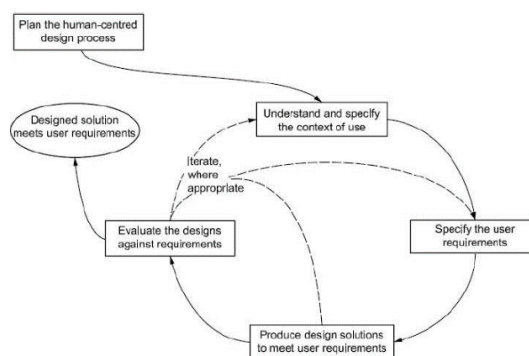 Plan the human-centred
design process
Designed solution
meets user requirements
Understand and specify
the context of use
Iterate,
where
appropriate
Evaluate the designs
against requirements
Specify the user
requirements
Produce design solutions
to meet user requirements